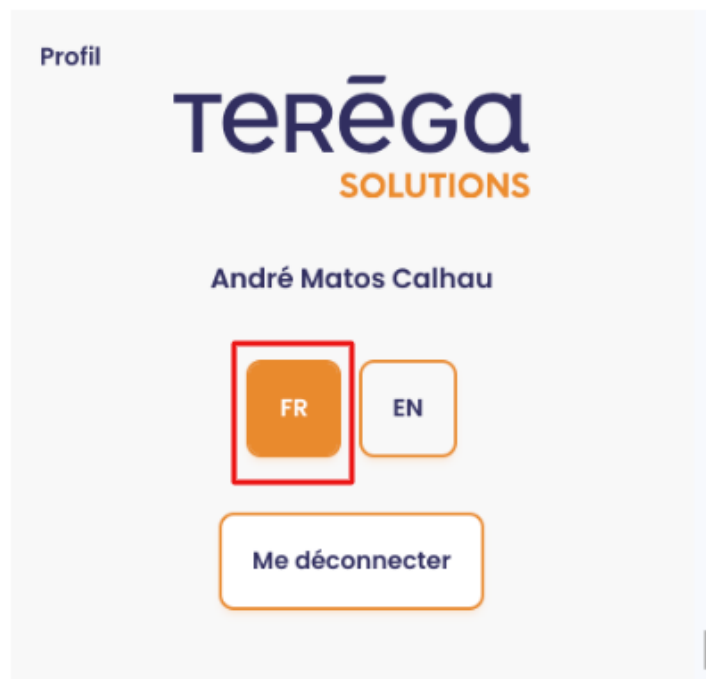 Profil
TERĒGA
SOLUTIONS
André Matos Calhau
FR EN
Me déconnecter